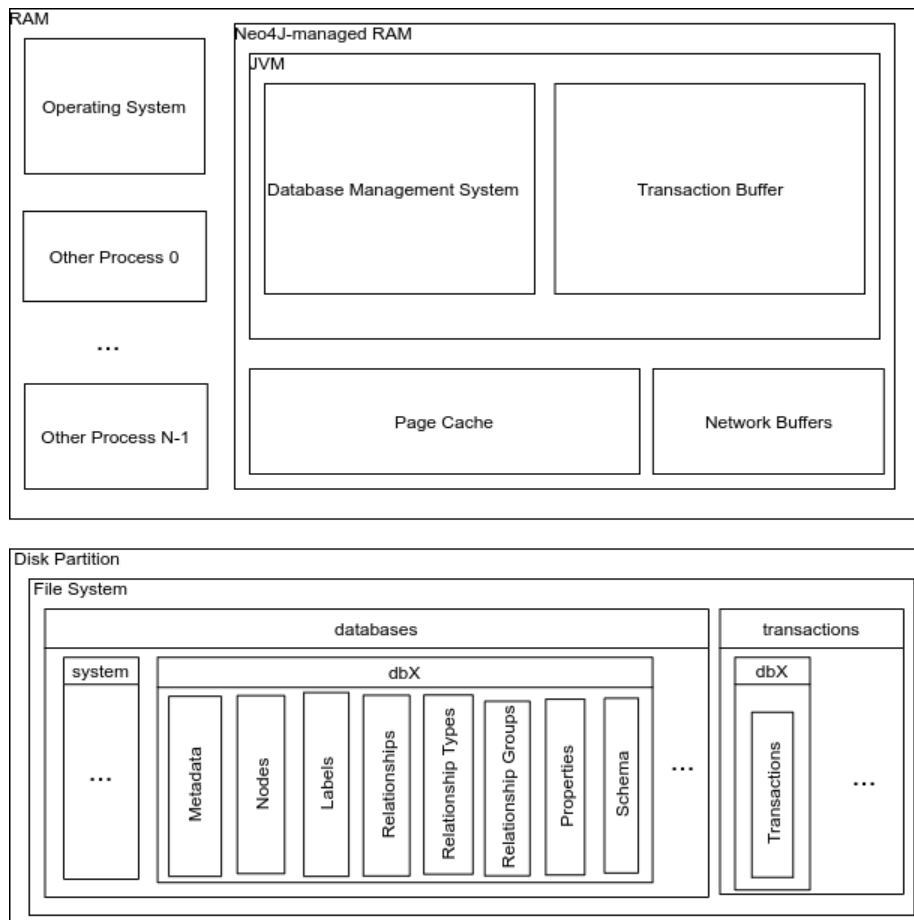 RAM
Neo4J-managed RAM
JVM
Operating System
Database Management System
Transaction Buffer
Other Process 0
...
Other Process N-1
Page Cache
Network Buffers
Disk Partition
File System
databases
transactions
system
dbX
dbX
...
Metadata
Nodes
Labels
Relationships
Relationship Types
Relationship Groups
Properties
Schema
...
Transactions
...